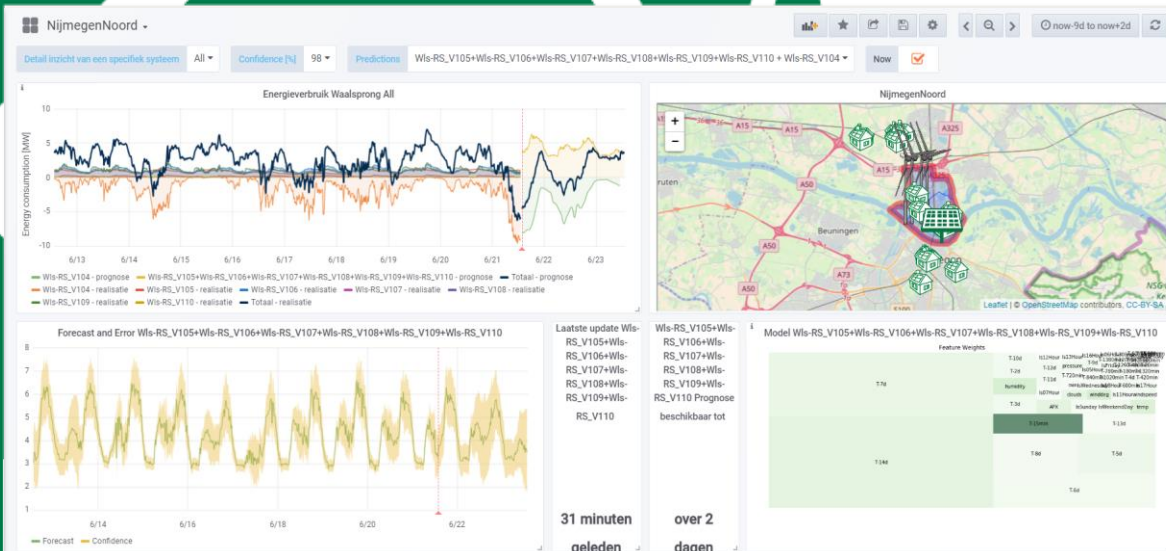 NijmegenNoord
now-9d to now+2d
Detail inzicht van een specifiek systeem
All
Confidence [%]
98
Predictions
Wls-RS_V105+Wls-RS_V106+Wls-RS_V107+Wls-RS_V108+Wls-RS_V109+Wls-RS_V110 + Wls-RS_V104
Now
Energieverbruik Waalsprong All
Energy consumption [MW]
10
5
0
-5
-10
6/13 6/14 6/15 6/16 6/17 6/18 6/19 6/20 6/21 6/22 6/23
Wls-RS_V104 - prognose Wls-RS_V105+Wls-RS_V106+Wls-RS_V107+Wls-RS_V108+Wls-RS_V109+Wls-RS_V110 - prognose Totaal - prognose
Wls-RS_V104 - realisatie Wls-RS_V105 - realisatie Wls-RS_V106 - realisatie Wls-RS_V107 - realisatie Wls-RS_V108 - realisatie
Wls-RS_V109 - realisatie Wls-RS_V110 - realisatie Totaal - realisatie
NijmegenNoord
+
−
A15
A15
A15
A325
A50
ruten
Beuningen
A50
A73
A50
Leaflet | © OpenStreetMap contributors, CC-BY-SA
Forecast and Error Wls-RS_V105+Wls-RS_V106+Wls-RS_V107+Wls-RS_V108+Wls-RS_V109+Wls-RS_V110
8
7
6
5
4
3
2
1
6/14 6/16 6/18 6/20 6/22
Forecast Confidence
Laatste update Wls-
RS_V105+Wls-
RS_V106+Wls-
RS_V107+Wls-
RS_V108+Wls-
RS_V109+Wls-
RS_V110
31 minuten
geleden
Wls-RS_V105+Wls-
RS_V106+Wls-
RS_V107+Wls-
RS_V108+Wls-
RS_V109+Wls-
RS_V110 Prognose
beschikbaar tot
over 2
dagen
Model Wls-RS_V105+Wls-RS_V106+Wls-RS_V107+Wls-RS_V108+Wls-RS_V109+Wls-RS_V110
Feature Weights
T-7d
T-14d
T-10d
T-2d
Humidity
T-3d
T-12d
T-11d
APX
pressure
clouds
temp
T-15min
T-13d
T-8d
T-5d
T-6d